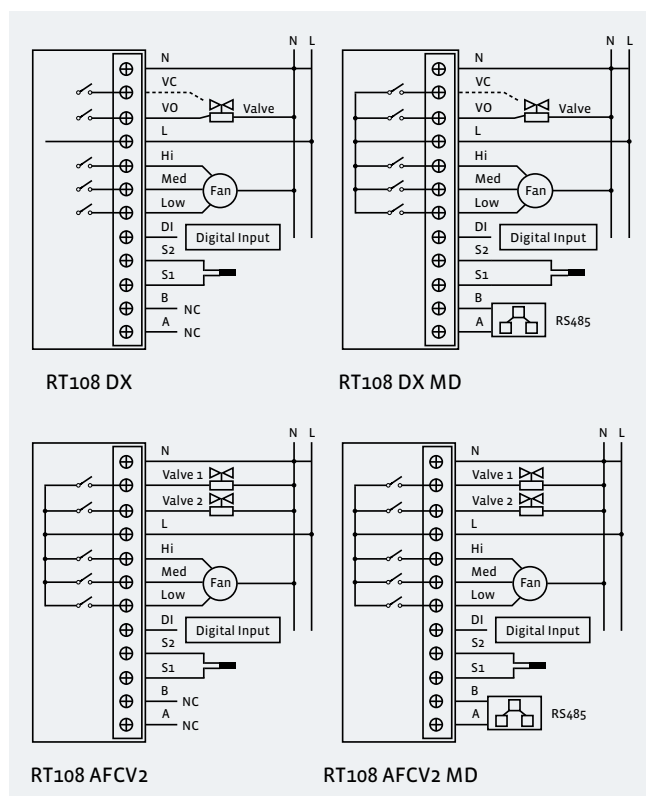 N L
N
VC
VO Valve
L
Hi
Med Fan
Low
DI Digital Input
S2
S1
B NC
A NC
RT108 DX
N L
N
VC
VO Valve
L
Hi
Med Fan
Low
DI Digital Input
S2
S1
B
A RS485
RT108 DX MD
N L
N
Valve 1
Valve 2
L
Hi
Med Fan
Low
DI Digital Input
S2
S1
B NC
A NC
RT108 AFCV2
N L
N
Valve 1
Valve 2
L
Hi
Med Fan
Low
DI Digital Input
S2
S1
B
A RS485
RT108 AFCV2 MD